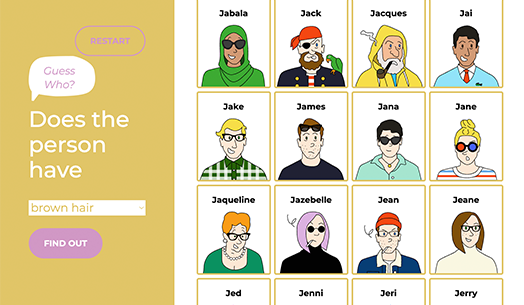 RESTART
Guess
Who?
Does the
person
have
brown hair
FIND OUT
Jabala Jack Jacques Jai
Jake James Jana Jane
Jaqueline Jazebelle Jean Jeane
Jed Jenni Jeri Jerry